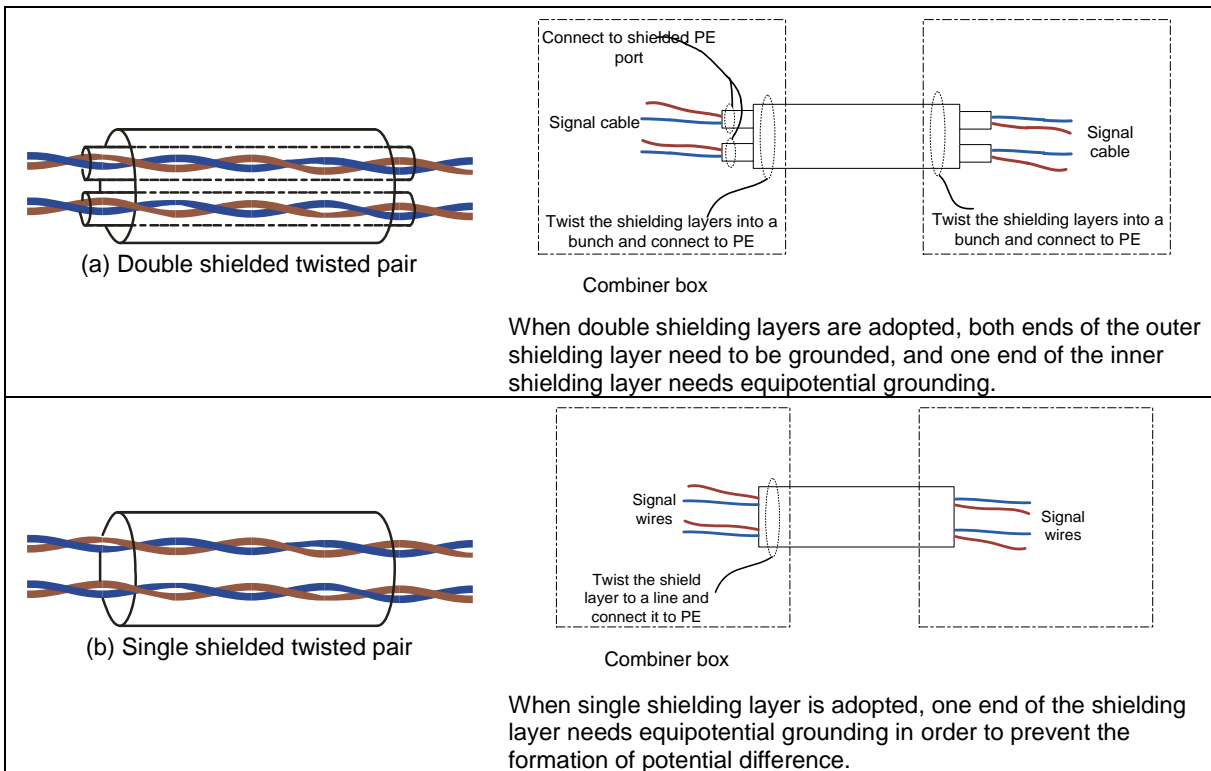 Connect to shielded PE
port
Signal cable
Signal
cable
Twist the shielding layers into a
bunch and connect to PE
Twist the shielding layers into a
bunch and connect to PE
(a) Double shielded twisted pair
Combiner box
When double shielding layers are adopted, both ends of the outer
shielding layer need to be grounded, and one end of the inner
shielding layer needs equipotential grounding.
Signal
wires
Signal
wires
Twist the shield
layer to a line and
connect it to PE
(b) Single shielded twisted pair
Combiner box
When single shielding layer is adopted, one end of the shielding
layer needs equipotential grounding in order to prevent the
formation of potential difference.